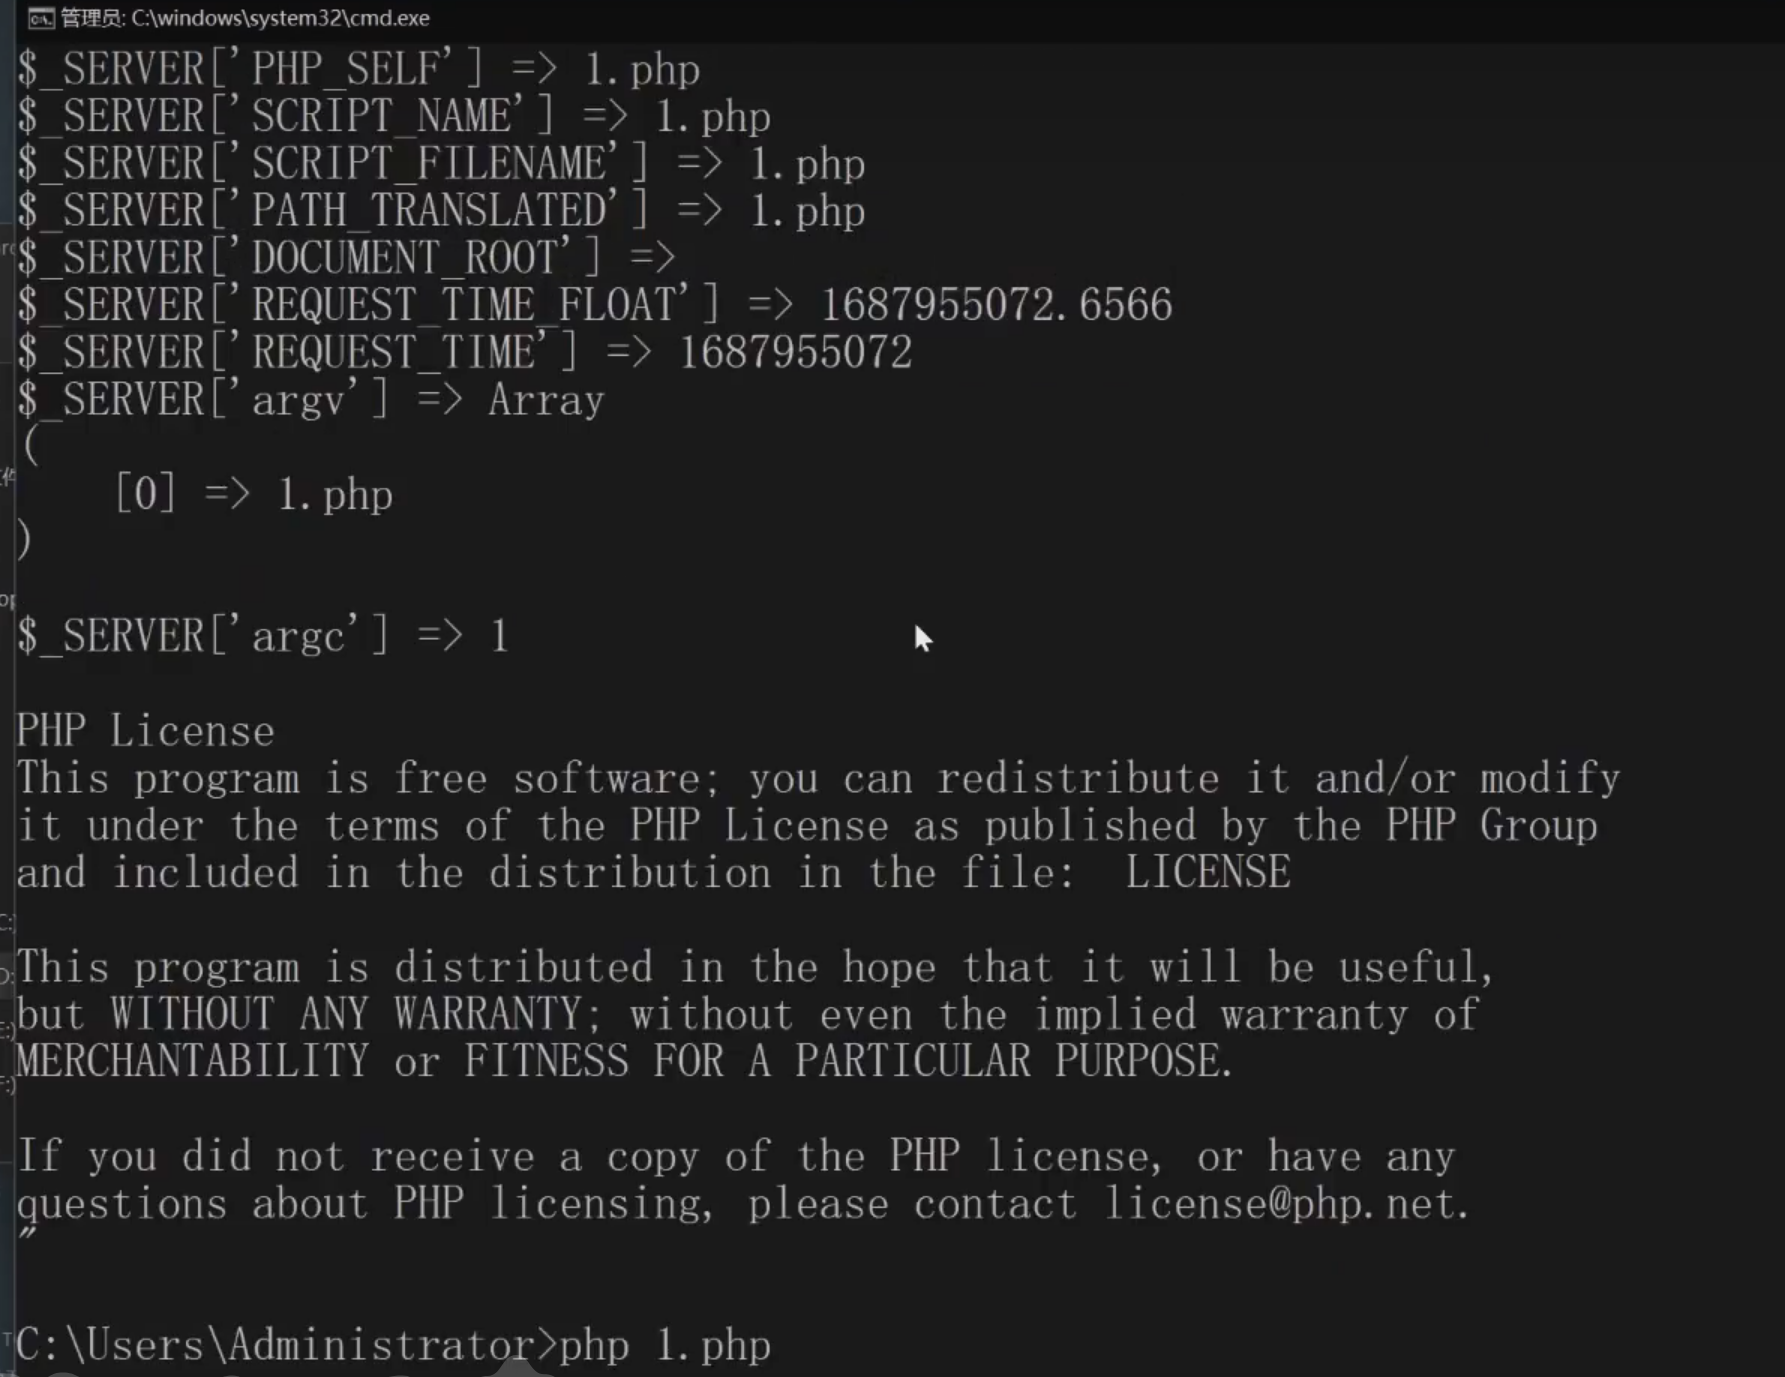 管理员: C:\windows\system32\cmd.exe
$_SERVER['PHP_SELF'] => 1.php
$_SERVER['SCRIPT_NAME'] => 1.php
$_SERVER['SCRIPT_FILENAME'] => 1.php
$_SERVER['PATH_TRANSLATED'] => 1.php
$_SERVER['DOCUMENT_ROOT'] =>
$_SERVER['REQUEST_TIME_FLOAT'] => 1687955072.6566
$_SERVER['REQUEST_TIME'] => 1687955072
$_SERVER['argv'] => Array
(
    [0] => 1.php
)
$_SERVER['argc'] => 1
PHP License
This program is free software; you can redistribute it and/or modify
it under the terms of the PHP License as published by the PHP Group
and included in the distribution in the file:  LICENSE
This program is distributed in the hope that it will be useful,
but WITHOUT ANY WARRANTY; without even the implied warranty of
MERCHANTABILITY or FITNESS FOR A PARTICULAR PURPOSE.
If you did not receive a copy of the PHP license, or have any
questions about PHP licensing, please contact license@php.net.
"
C:\Users\Administrator>php 1.php